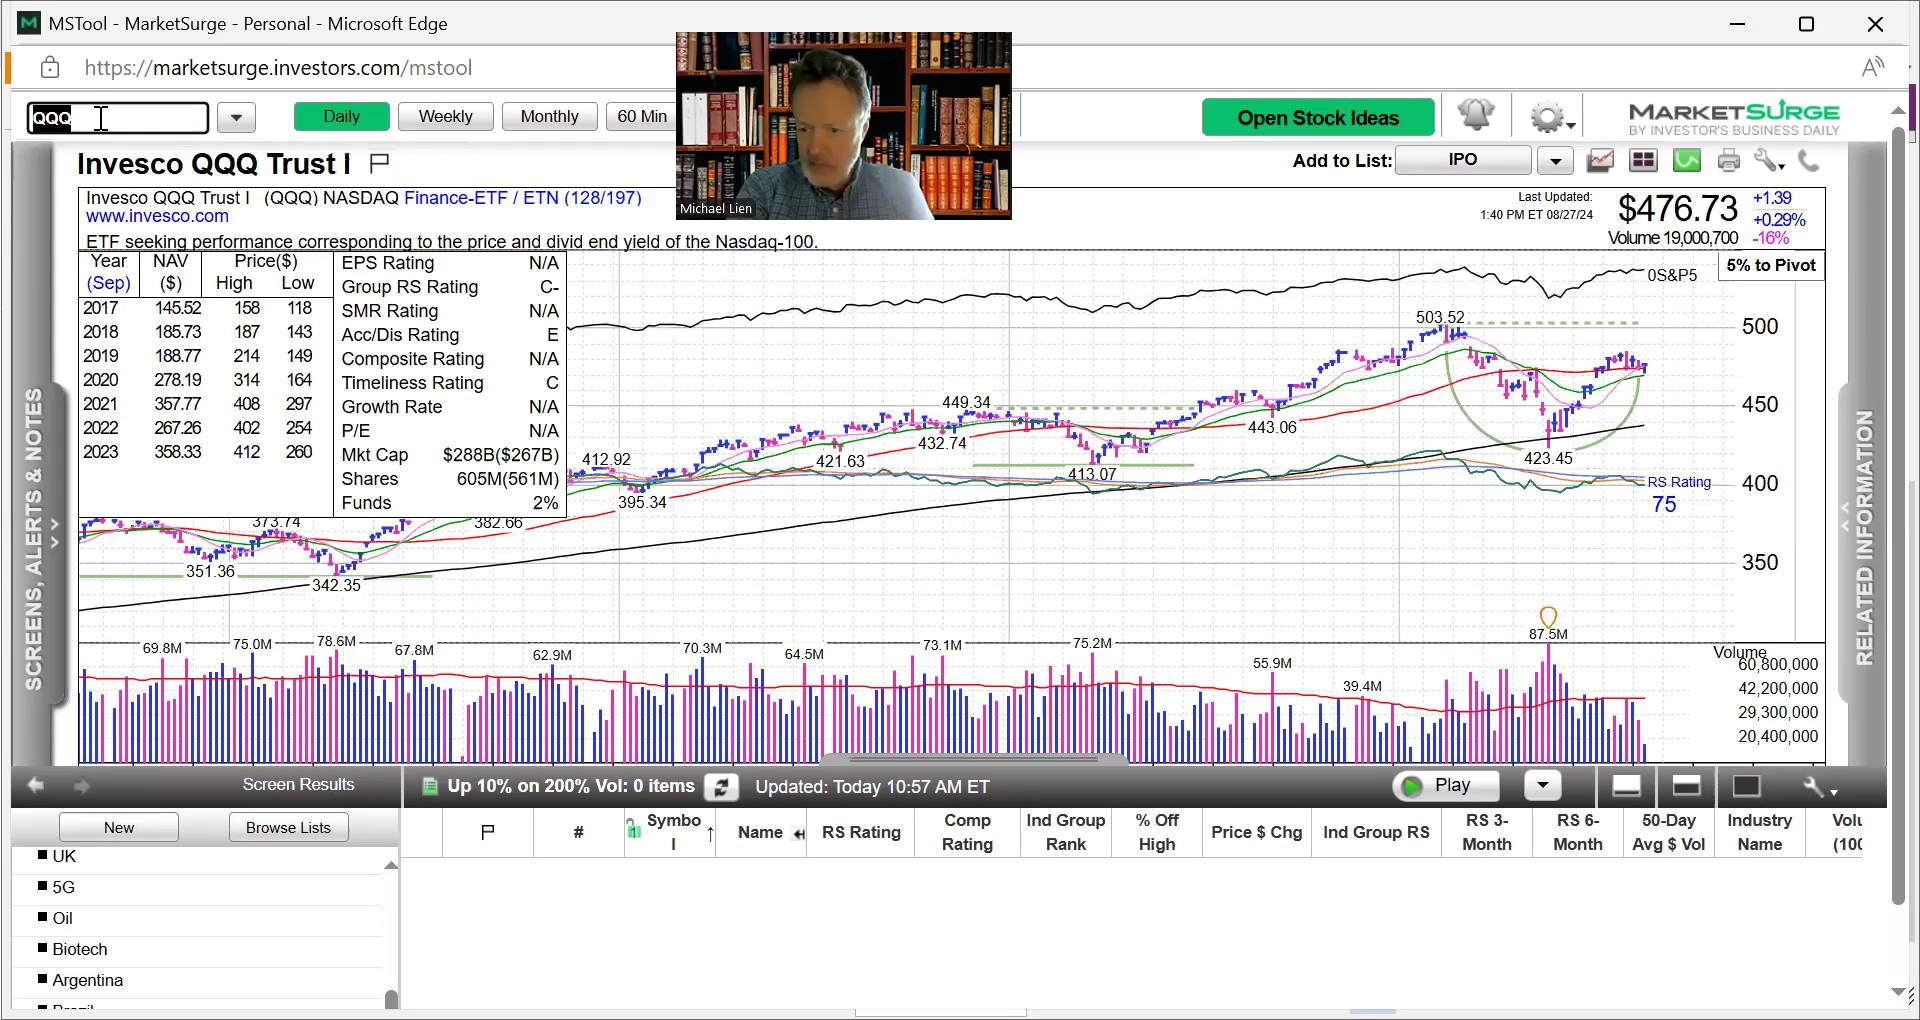 MSTool - MarketSurge - Personal - Microsoft Edge
https://marketsurge.investors.com/mstool
QQQ
Daily
Weekly
Monthly
60 Min
Michael Lien
Open Stock Ideas
MARKETSURGE
BY INVESTOR'S BUSINESS DAILY
Invesco QQQ Trust I
Add to List:
IPO
Invesco QQQ Trust I (QQQ) NASDAQ Finance-ETF / ETN (128/197)
www.invesco.com
ETF seeking performance corresponding to the price and divid end yield of the Nasdaq-100.
Last Updated:
1:40 PM ET 08/27/24
$476.73
+1.39
+0.29%
Volume 19,000,700 -16%
5% to Pivot
Year NAV Price($)
(Sep) ($) High Low
2017 145.52 158 118
2018 185.73 187 143
2019 188.77 214 149
2020 278.19 314 164
2021 357.77 408 297
2022 267.26 402 254
2023 358.33 412 260
EPS Rating N/A
Group RS Rating C-
SMR Rating N/A
Acc/Dis Rating E
Composite Rating N/A
Timeliness Rating C
Growth Rate N/A
P/E N/A
Mkt Cap $288B($267B)
Shares 605M(561M)
Funds 2%
0S&P5
503.52
500
449.34
450
443.06
432.74
421.63
412.92
423.45
413.07
RS Rating
75
400
395.34
382.66
373.74
351.36
342.35
350
69.8M
75.0M
78.6M
67.8M
62.9M
70.3M
64.5M
73.1M
75.2M
55.9M
39.4M
87.5M
Volume
60,800,000
42,200,000
29,300,000
20,400,000
SCREENS, ALERTS & NOTES
RELATED INFORMATION
Screen Results
Up 10% on 200% Vol: 0 items
Updated: Today 10:57 AM ET
Play
New
Browse Lists
UK
5G
Oil
Biotech
Argentina
#
Symbo
l
Name
RS Rating
Comp
Rating
Ind Group
Rank
% Off
High
Price $ Chg
Ind Group RS
RS 3-
Month
RS 6-
Month
50-Day
Avg $ Vol
Industry
Name